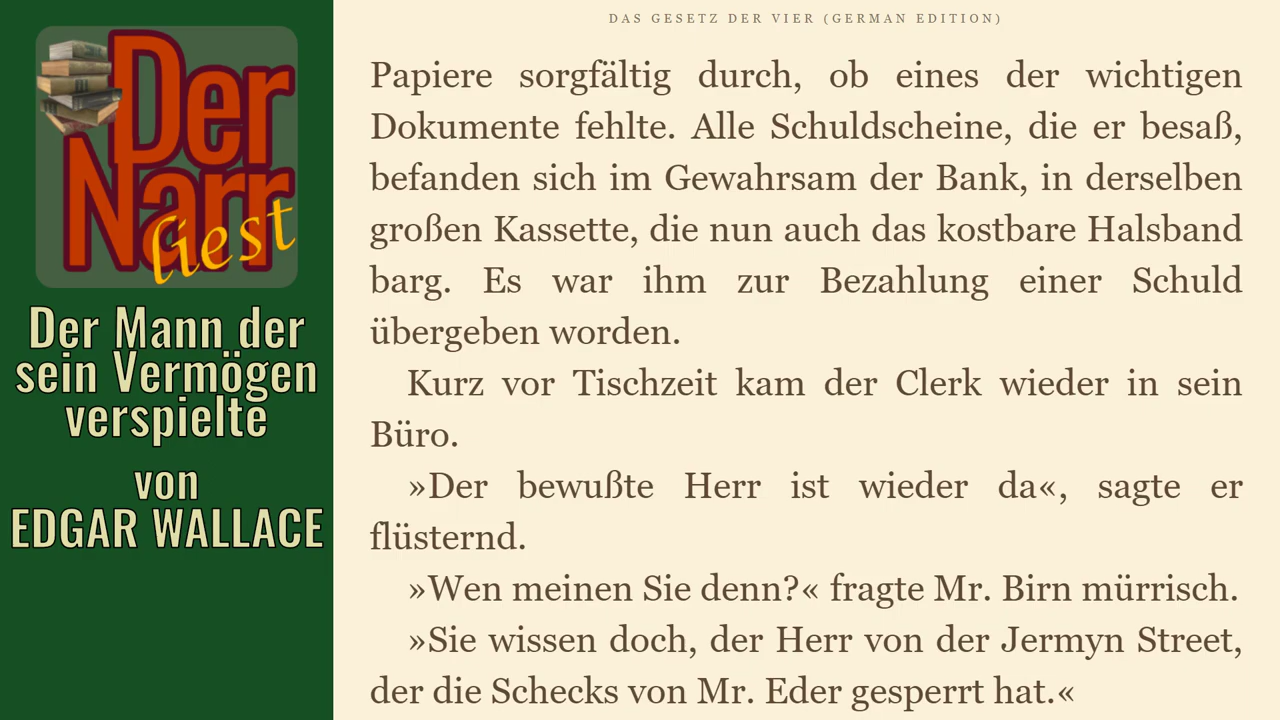 Der
Narr
liest
Der Mann der
sein Vermögen
verspielte
von
EDGAR WALLACE
DAS GESETZ DER VIER (GERMAN EDITION)
Papiere sorgfältig durch, ob eines der wichtigen
Dokumente fehlte. Alle Schuldscheine, die er besaß,
befanden sich im Gewahrsam der Bank, in derselben
großen Kassette, die nun auch das kostbare Halsband
barg. Es war ihm zur Bezahlung einer Schuld
übergeben worden.
Kurz vor Tischzeit kam der Clerk wieder in sein
Büro.
»Der bewußte Herr ist wieder da«, sagte er
flüsternd.
»Wen meinen Sie denn?« fragte Mr. Birn mürrisch.
»Sie wissen doch, der Herr von der Jermyn Street,
der die Schecks von Mr. Eder gesperrt hat.«